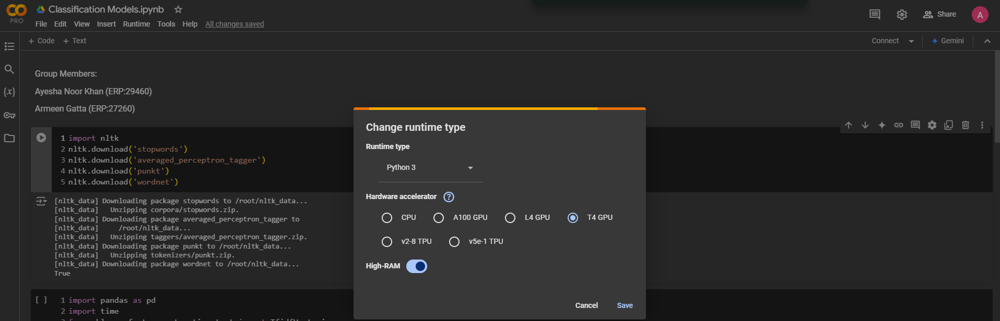 Classification Models.ipynb
PRO
File Edit View Insert Runtime Tools Help All changes saved
Share
A
+ Code + Text
Connect
Gemini
Group Members:
Ayesha Noor Khan (ERP:29460)
Armeen Gatta (ERP:27260)
1 import nltk
2 nltk.download('stopwords')
3 nltk.download('averaged_perceptron_tagger')
4 nltk.download('punkt')
5 nltk.download('wordnet')
[nltk_data] Downloading package stopwords to /root/nltk_data...
[nltk_data]   Unzipping corpora/stopwords.zip.
[nltk_data] Downloading package averaged_perceptron_tagger to
[nltk_data]     /root/nltk_data...
[nltk_data]   Unzipping taggers/averaged_perceptron_tagger.zip.
[nltk_data] Downloading package punkt to /root/nltk_data...
[nltk_data]   Unzipping tokenizers/punkt.zip.
[nltk_data] Downloading package wordnet to /root/nltk_data...
True
[ ] 1 import pandas as pd
2 import time
Change runtime type
Runtime type
Python 3
Hardware accelerator ?
CPU A100 GPU L4 GPU T4 GPU
v2-8 TPU v5e-1 TPU
High-RAM
Cancel Save